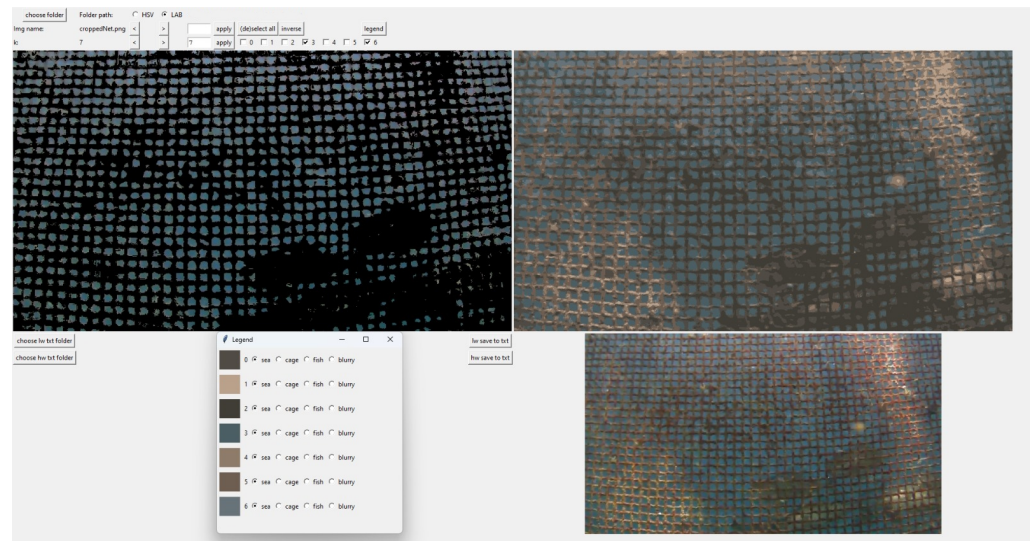 choose folder Folder path: HSV LAB
Img name: croppedNet.png < > apply (de)select all inverse legend
k: 7 < > 7 apply 0 1 2 3 4 5 6
choose lw txt folder lw save to txt
choose hw txt folder hw save to txt
Legend
0 sea cage fish blurry
1 sea cage fish blurry
2 sea cage fish blurry
3 sea cage fish blurry
4 sea cage fish blurry
5 sea cage fish blurry
6 sea cage fish blurry